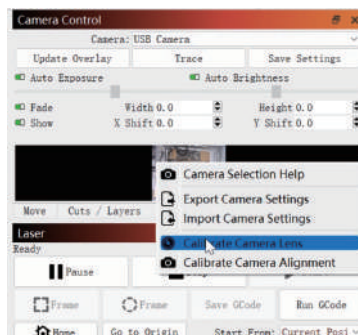 Camera Control
Camera: USB Camera
Update Overlay Trace Save Settings
Auto Exposure Auto Brightness
Fade Width 0.0 Height 0.0
Show X Shift 0.0 Y Shift 0.0
Camera Selection Help
Export Camera Settings
Import Camera Settings
Calibrate Camera Lens
Calibrate Camera Alignment
Move Cuts / Layers
Laser
Ready
Pause
Frame Frame Save GCode Run GCode
Home Go to Origin Start From: Current Posi